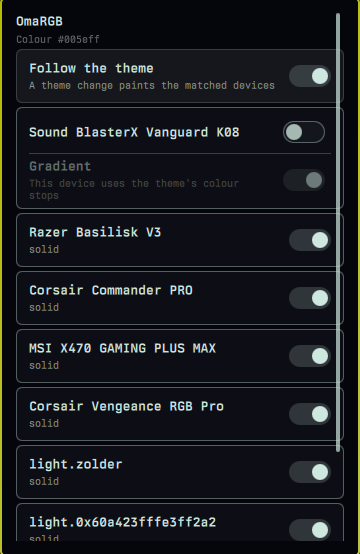 OmaRGB
Colour #005eff
Follow the theme
A theme change paints the matched devices
Sound BlasterX Vanguard K08
Gradient
This device uses the theme's colour
stops
Razer Basilisk V3
solid
Corsair Commander PRO
solid
MSI X470 GAMING PLUS MAX
solid
Corsair Vengeance RGB Pro
solid
light.zolder
solid
light.0x60a423fffe3ff2a2
solid